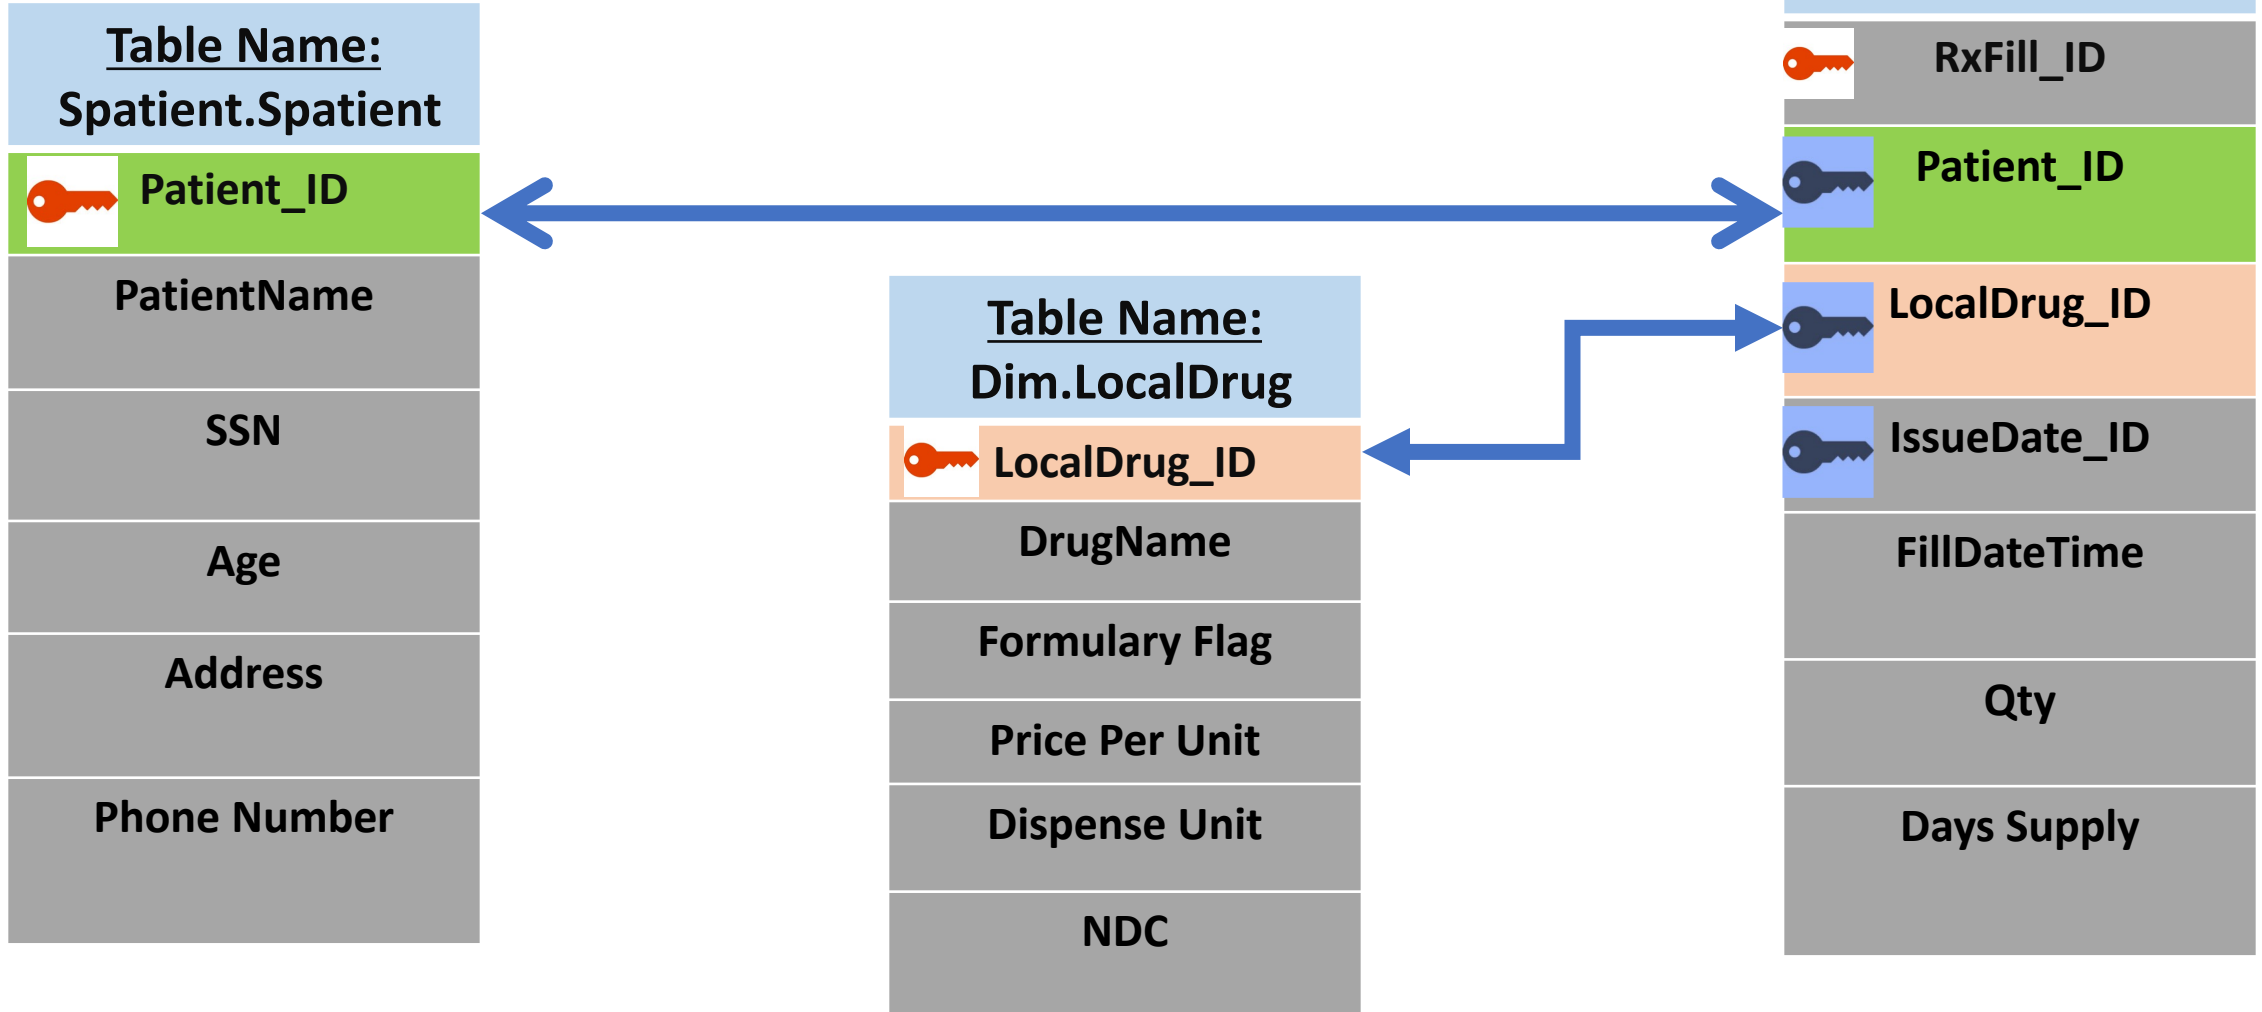 Table Name:
Spatient.Spatient
Patient_ID
PatientName
SSN
Age
Address
Phone Number
Table Name:
Dim.LocalDrug
LocalDrug_ID
DrugName
Formulary Flag
Price Per Unit
Dispense Unit
NDC
RxFill_ID
Patient_ID
LocalDrug_ID
IssueDate_ID
FillDateTime
Qty
Days Supply